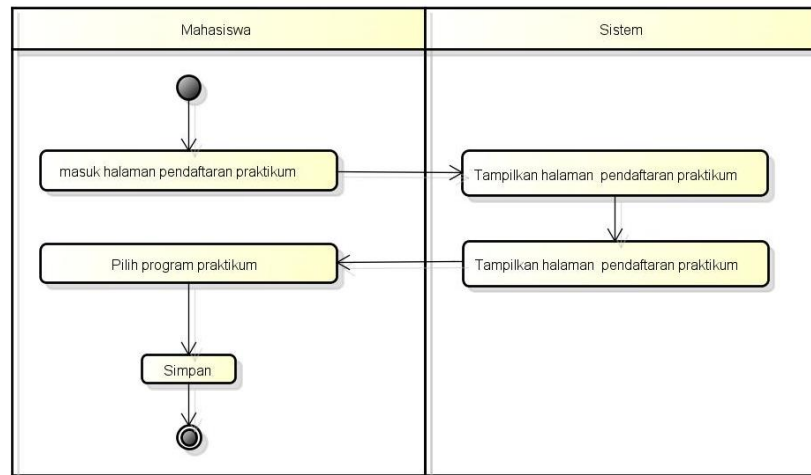 Mahasiswa
Sistem
masuk halaman pendaftaran praktikum
Tampilkan halaman pendaftaran praktikum
Pilih program praktikum
Tampilkan halaman pendaftaran praktikum
Simpan